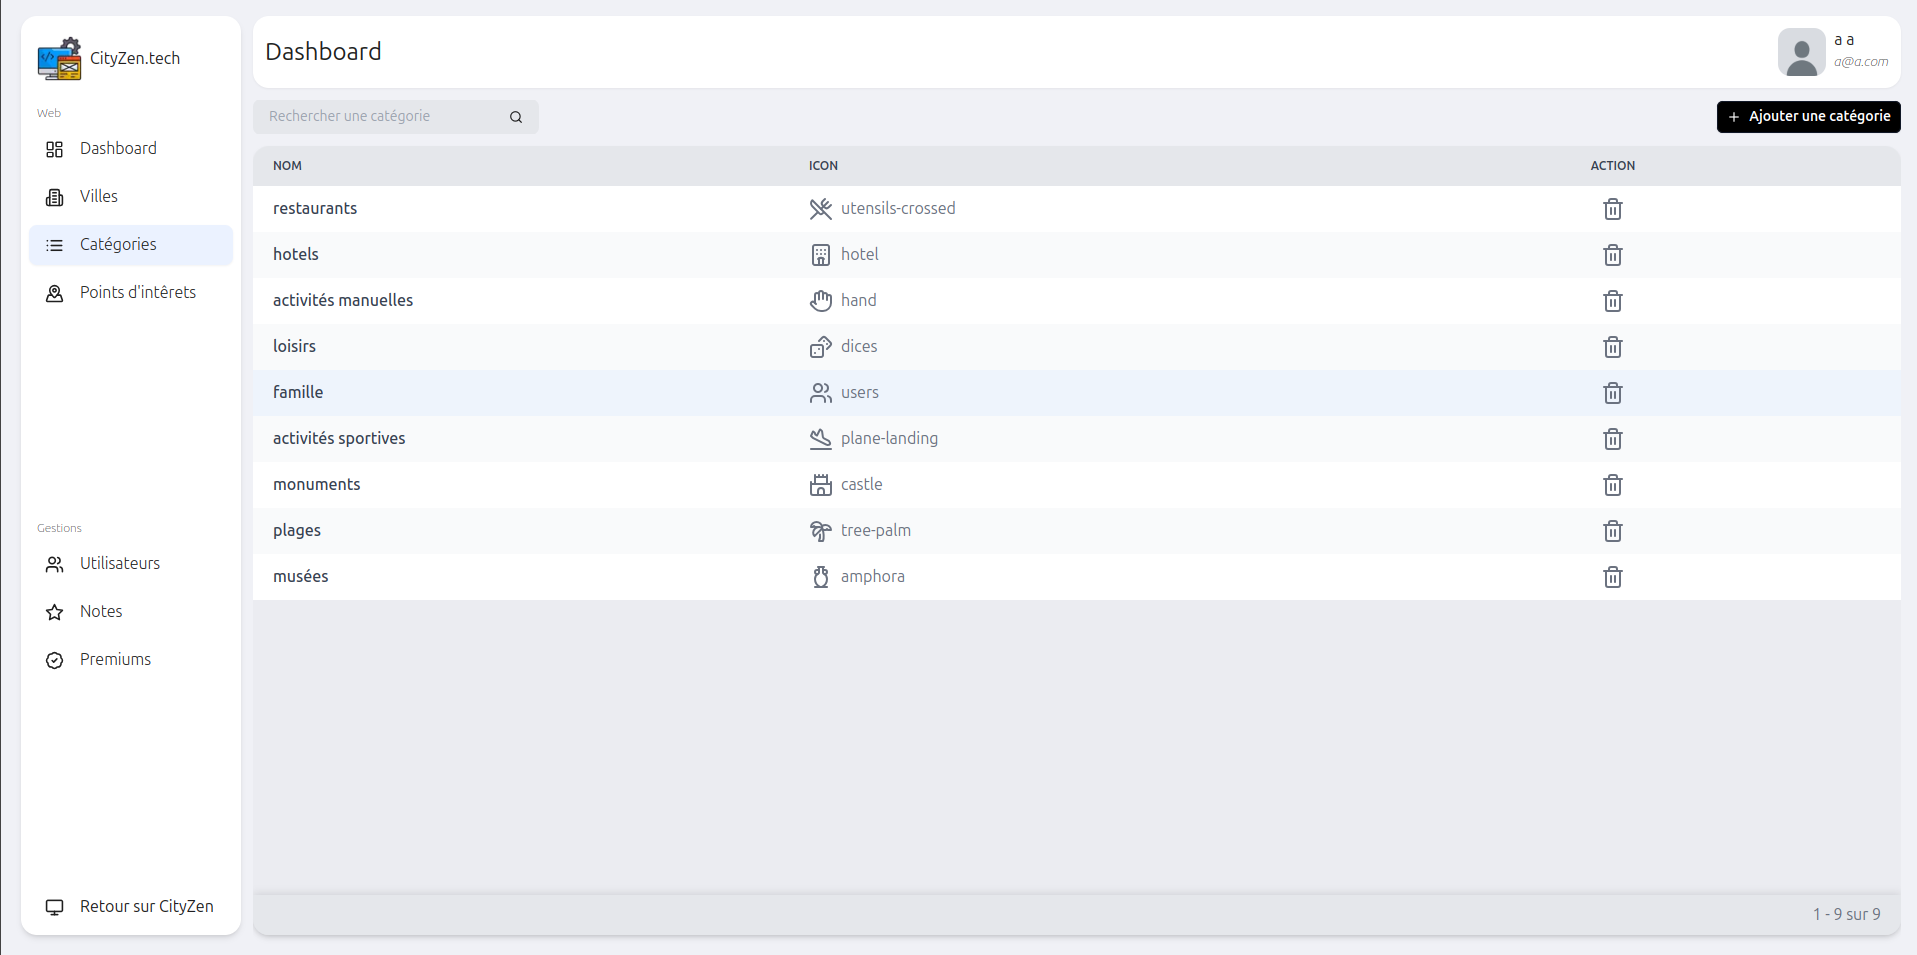 CityZen.tech
Web
Dashboard
Villes
Catégories
Points d'intêrets
Gestions
Utilisateurs
Notes
Premiums
Retour sur CityZen
Dashboard
a a
a@a.com
Rechercher une catégorie
+ Ajouter une catégorie
NOM ICON ACTION
restaurants utensils-crossed
hotels hotel
activités manuelles hand
loisirs dices
famille users
activités sportives plane-landing
monuments castle
plages tree-palm
musées amphora
1 - 9 sur 9